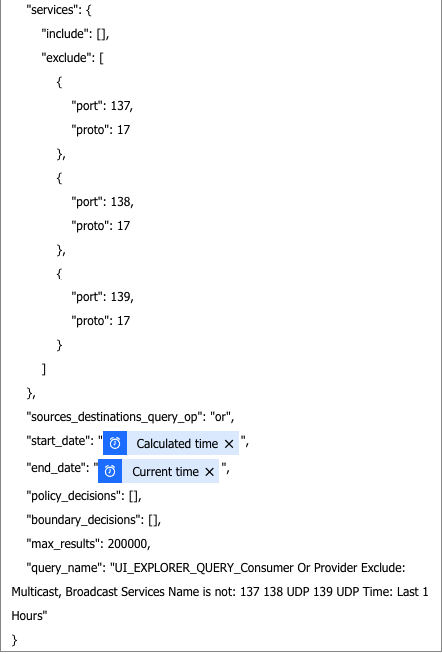 "services": {
"include": [],
"exclude": [
{
"port": 137,
"proto": 17
},
{
"port": 138,
"proto": 17
},
{
"port": 139,
"proto": 17
}
]
},
"sources_destinations_query_op": "or",
"start_date": " Calculated time × ",
"end_date": " Current time × ",
"policy_decisions": [],
"boundary_decisions": [],
"max_results": 200000,
"query_name": "UI_EXPLORER_QUERY_Consumer Or Provider Exclude:
Multicast, Broadcast Services Name is not: 137 138 UDP 139 UDP Time: Last 1
Hours"
}